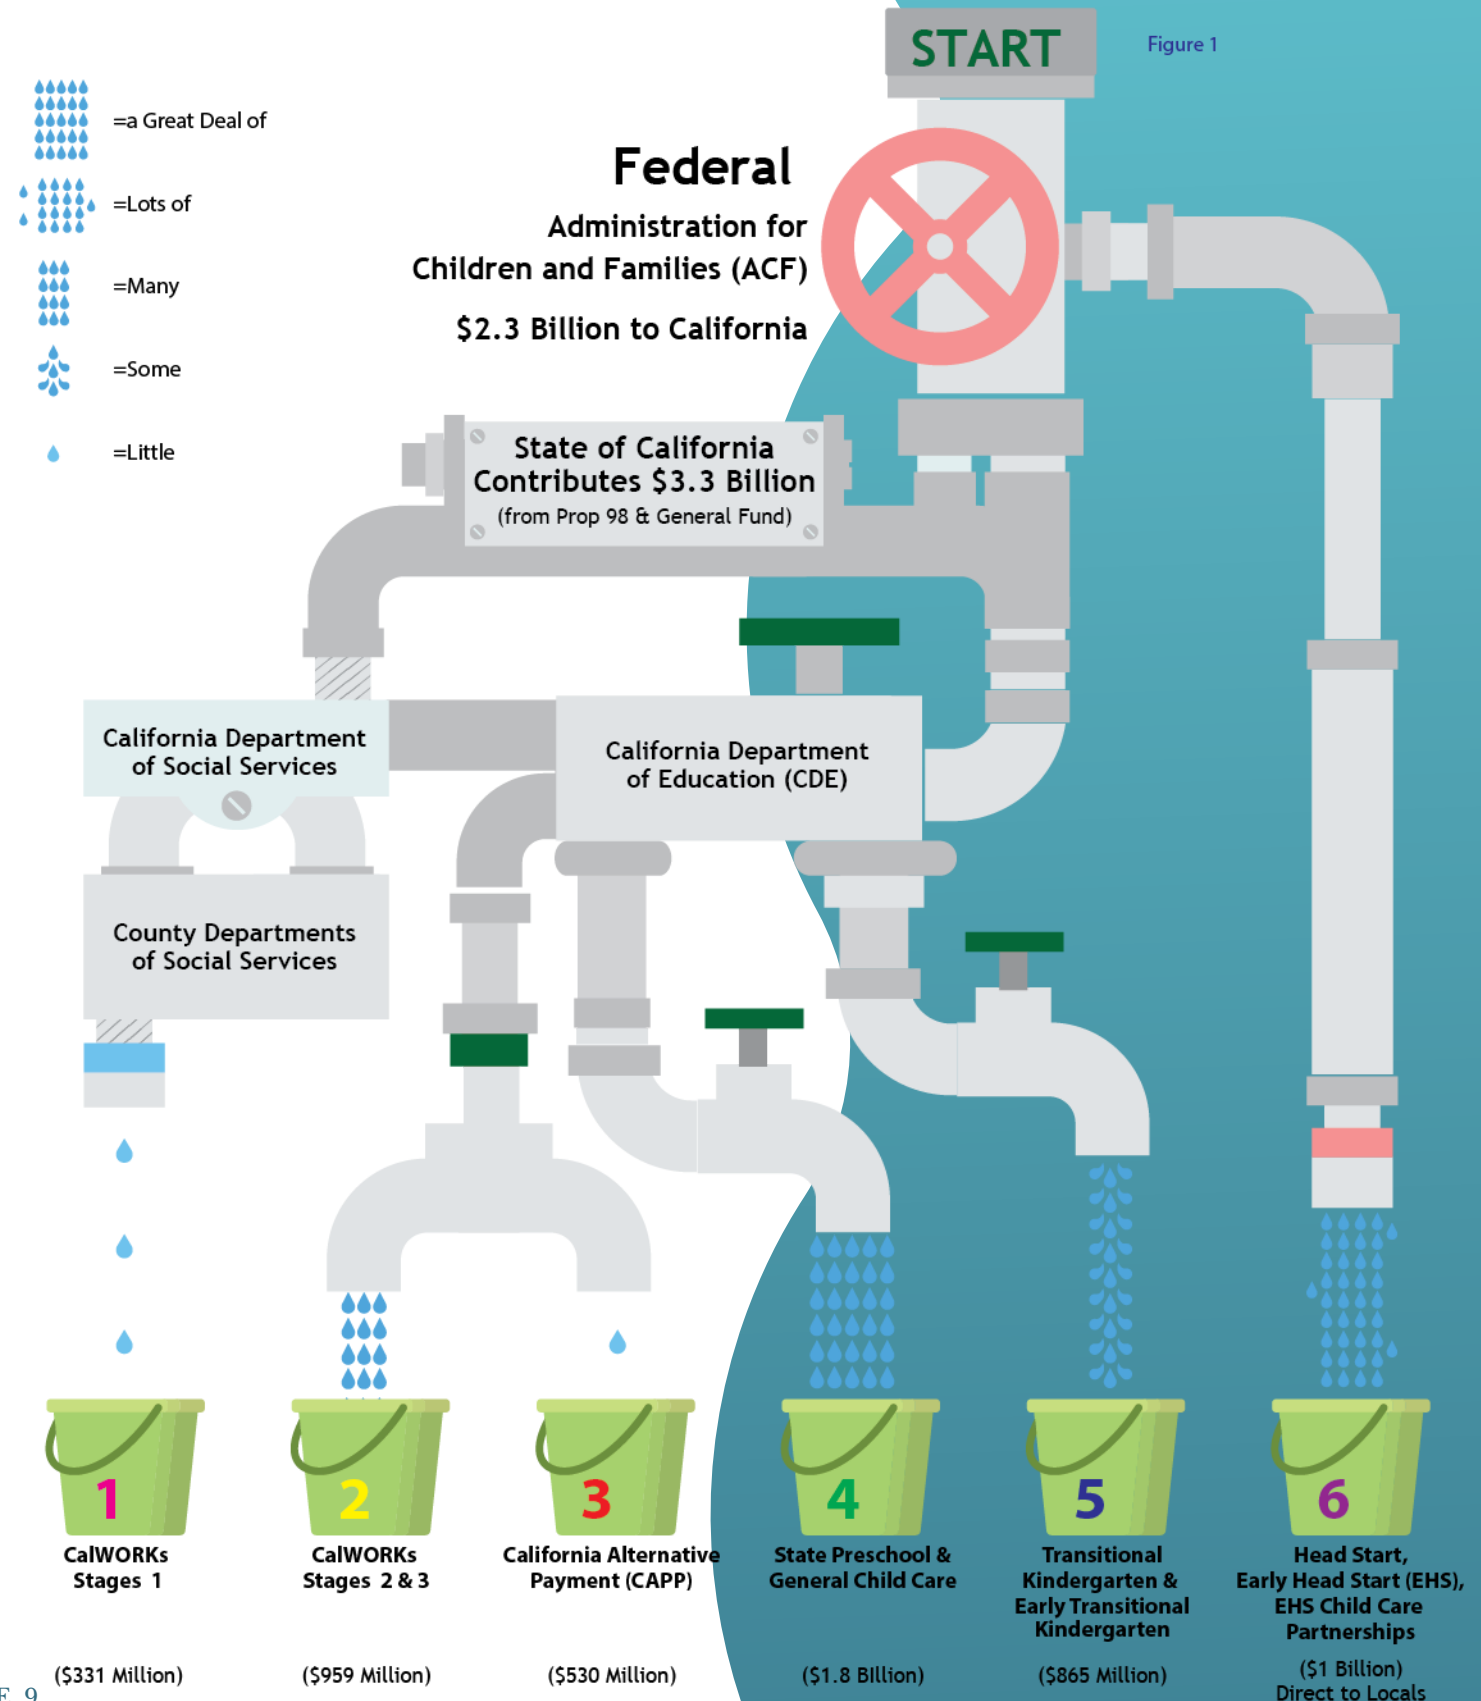 START
Figure 1
=a Great Deal of
=Lots of
=Many
=Some
=Little
Federal
Administration for
Children and Families (ACF)
$2.3 Billion to California
State of California
Contributes $3.3 Billion
(from Prop 98 & General Fund)
California Department
of Social Services
California Department
of Education (CDE)
County Departments
of Social Services
1
2
3
4
5
6
CalWORKs
Stages 1
($331 Million)
CalWORKs
Stages 2 & 3
($959 Million)
California Alternative
Payment (CAPP)
($530 Million)
State Preschool &
General Child Care
($1.8 BIllion)
Transitional
Kindergarten &
Early Transitional
Kindergarten
($865 Million)
Head Start,
Early Head Start (EHS),
EHS Child Care
Partnerships
($1 Billion)
Direct to Locals
9